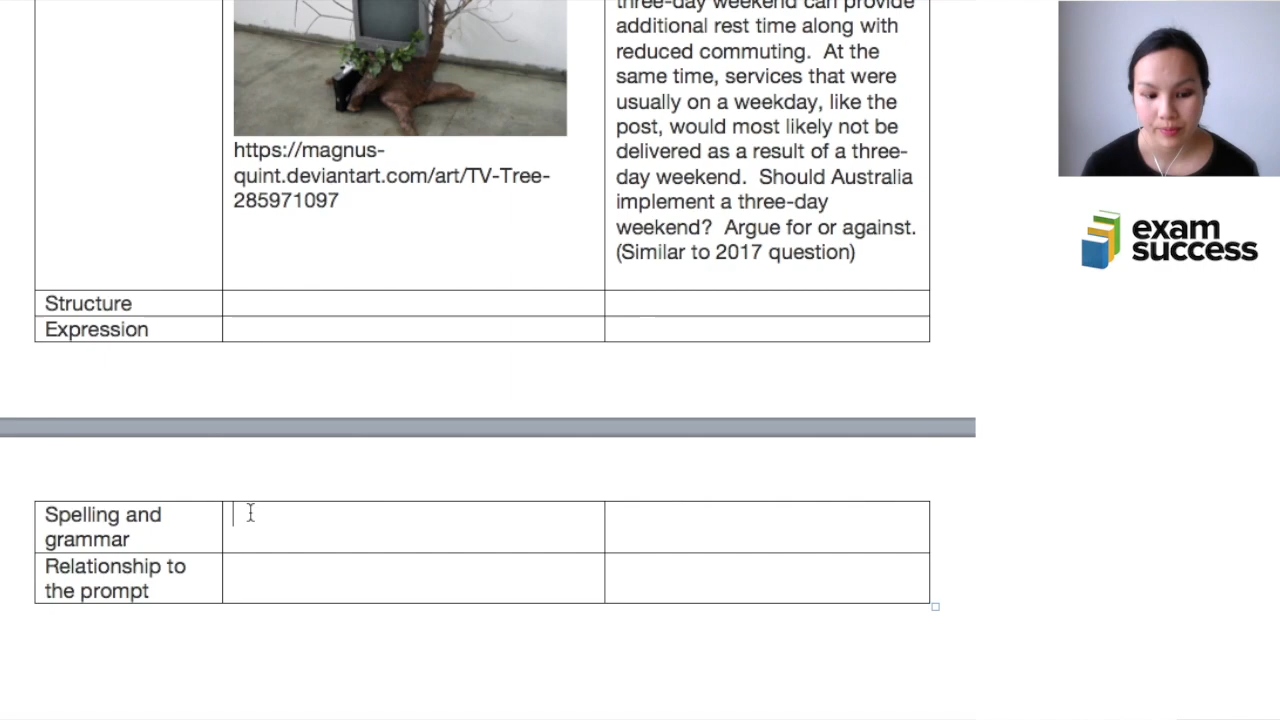 three-day weekend can provide
additional rest time along with
reduced commuting. At the
same time, services that were
usually on a weekday, like the
post, would most likely not be
delivered as a result of a three-
day weekend. Should Australia
implement a three-day
weekend? Argue for or against.
(Similar to 2017 question)
https://magnus-
quint.deviantart.com/art/TV-Tree-
285971097
Structure
Expression
Spelling and
grammar
Relationship to
the prompt
exam
success